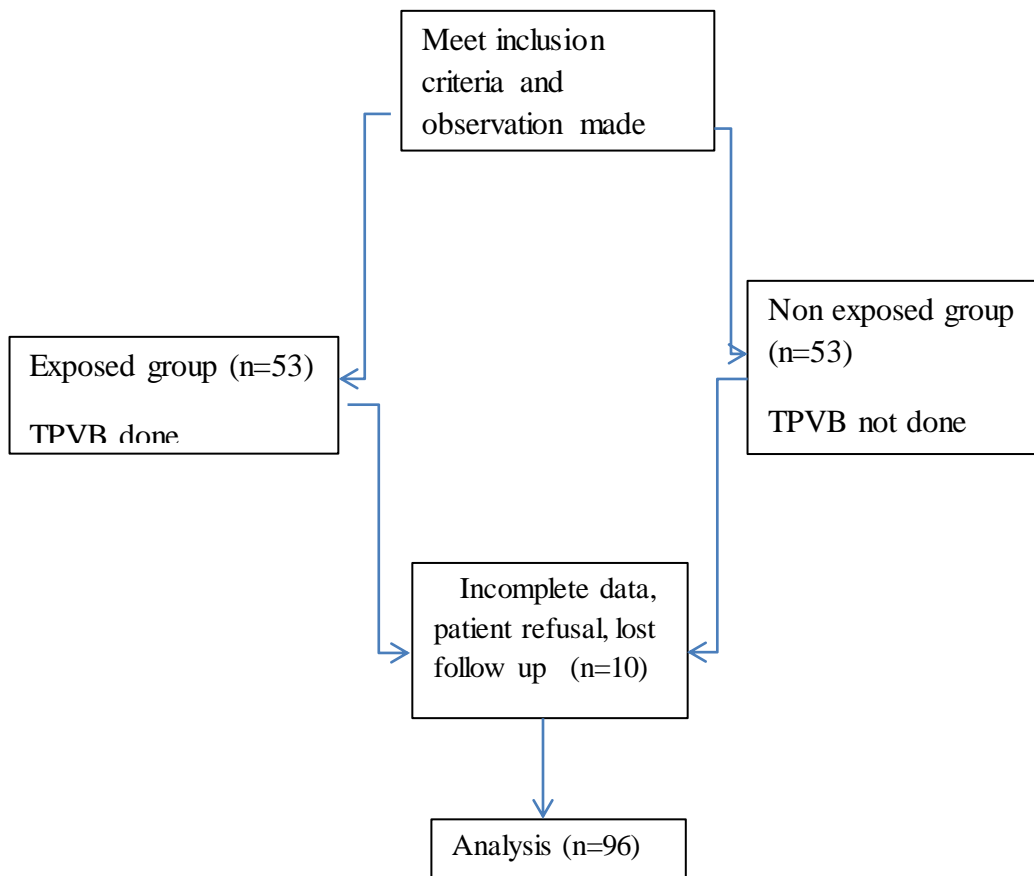 Meet inclusion
criteria and
observation made
Exposed group (n=53)
TPVB done
Non exposed group
(n=53)
TPVB not done
Incomplete data,
patient refusal, lost
follow up (n=10)
Analysis (n=96)